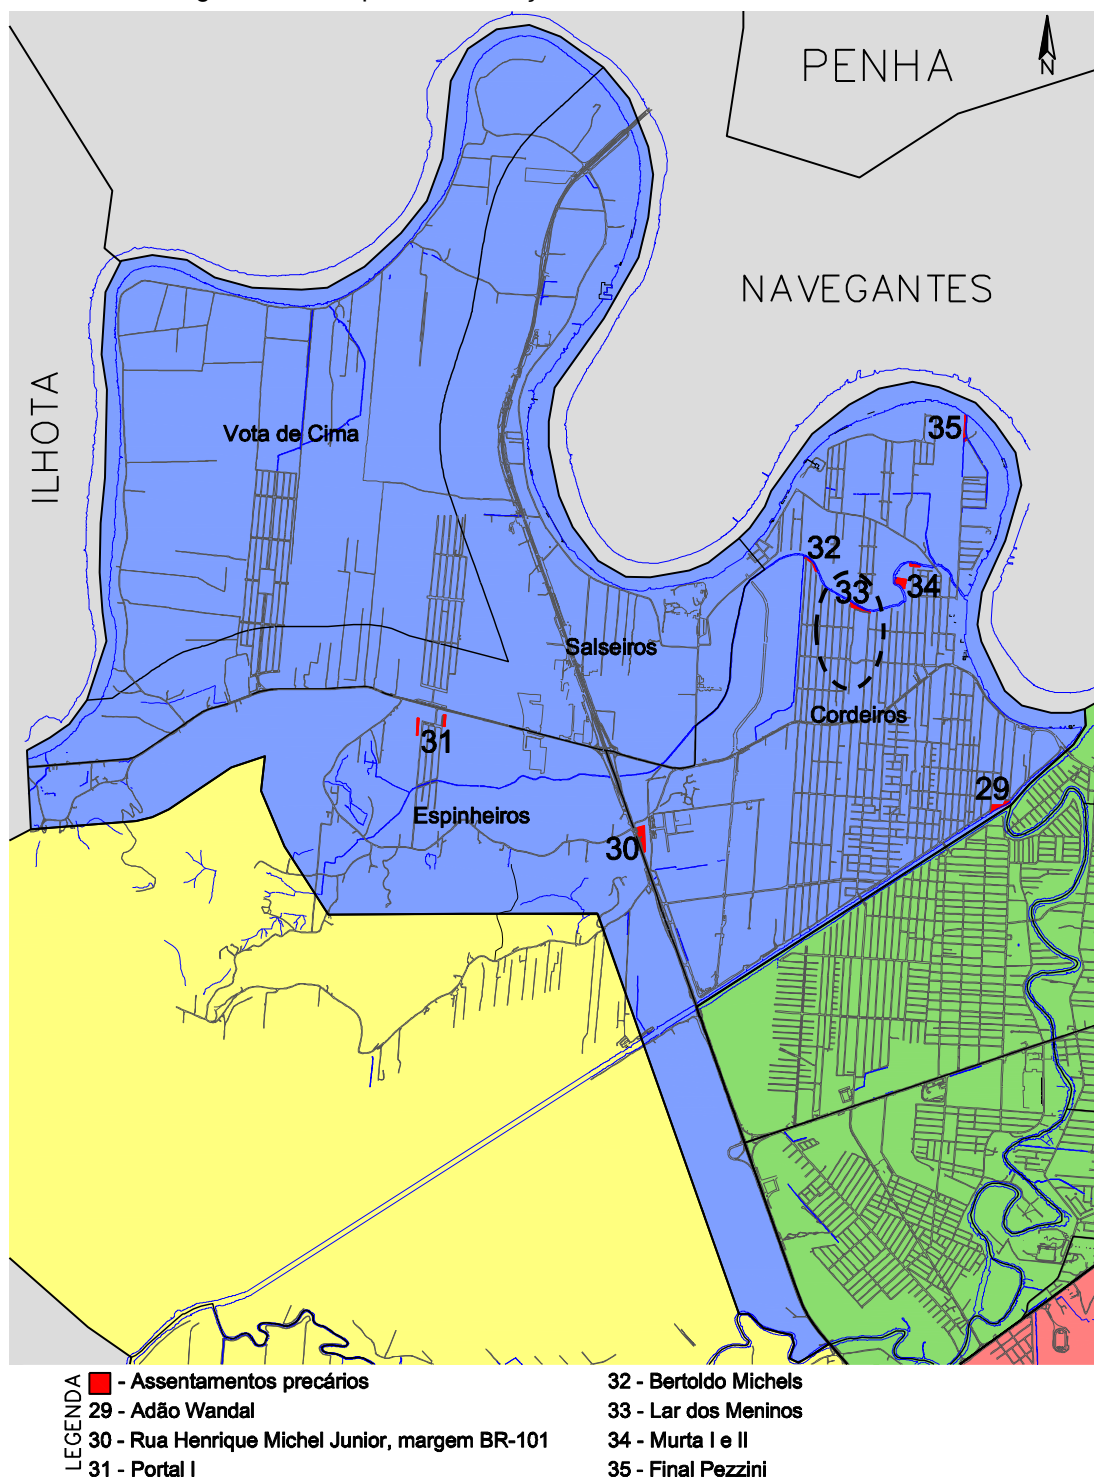 PENHA
N
NAVEGANTES
ILHOTA
Vota de Cima
35
32
33
34
Salseiros
Cordeiros
31
29
Espinheiros
30
LEGENDA
- Assentamentos precários
29 - Adão Wandal
30 - Rua Henrique Michel Junior, margem BR-101
31 - Portal I
32 - Bertoldo Michels
33 - Lar dos Meninos
34 - Murta I e II
35 - Final Pezzini